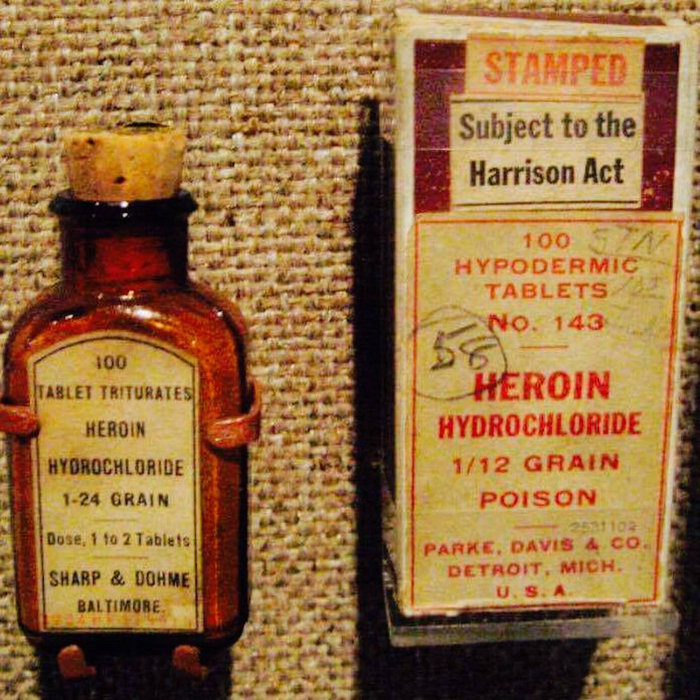 100
TABLET TRITURATES
HEROIN
HYDROCHLORIDE
1-24 GRAIN
Dose, 1 to 2 Tablets
SHARP & DOHME
BALTIMORE.
STAMPED
Subject to the
Harrison Act
100
HYPODERMIC
TABLETS
No. 143
HEROIN
HYDROCHLORIDE
1/12 GRAIN
POISON
2531102
PARKE, DAVIS & CO.
DETROIT, MICH.
U. S. A.